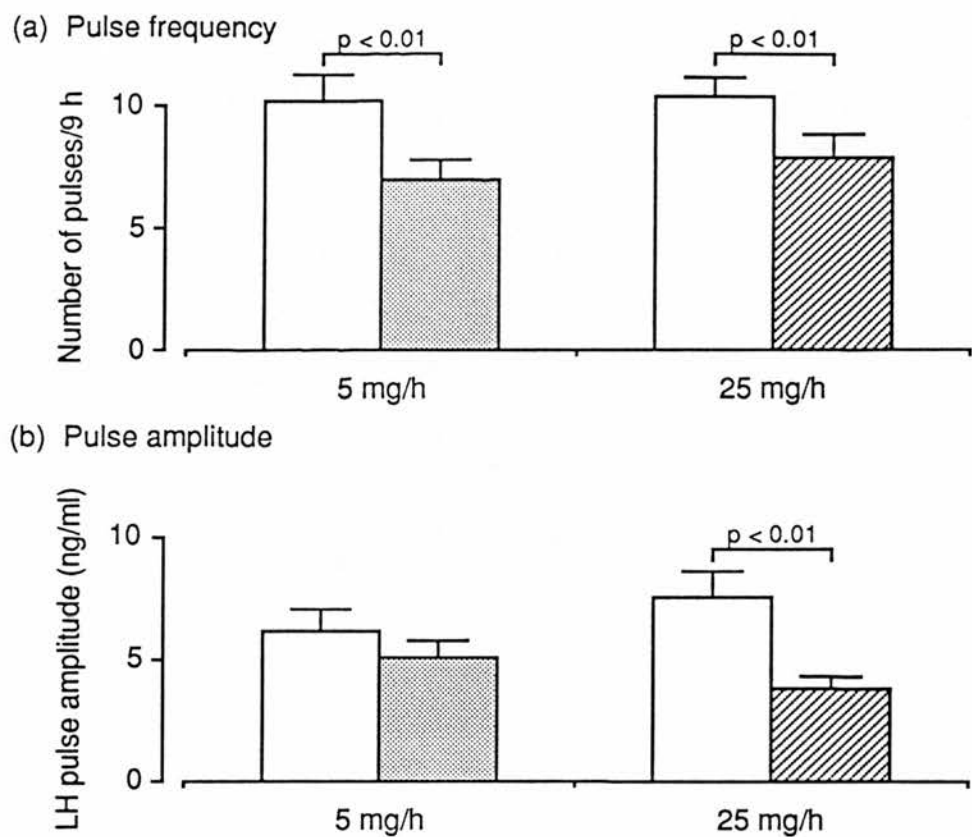 (a) Pulse frequency
p < 0.01
p < 0.01
Number of pulses/9 h
10
5
0
5 mg/h
25 mg/h
(b) Pulse amplitude
LH pulse amplitude (ng/ml)
10
p < 0.01
5
0
5 mg/h
25 mg/h